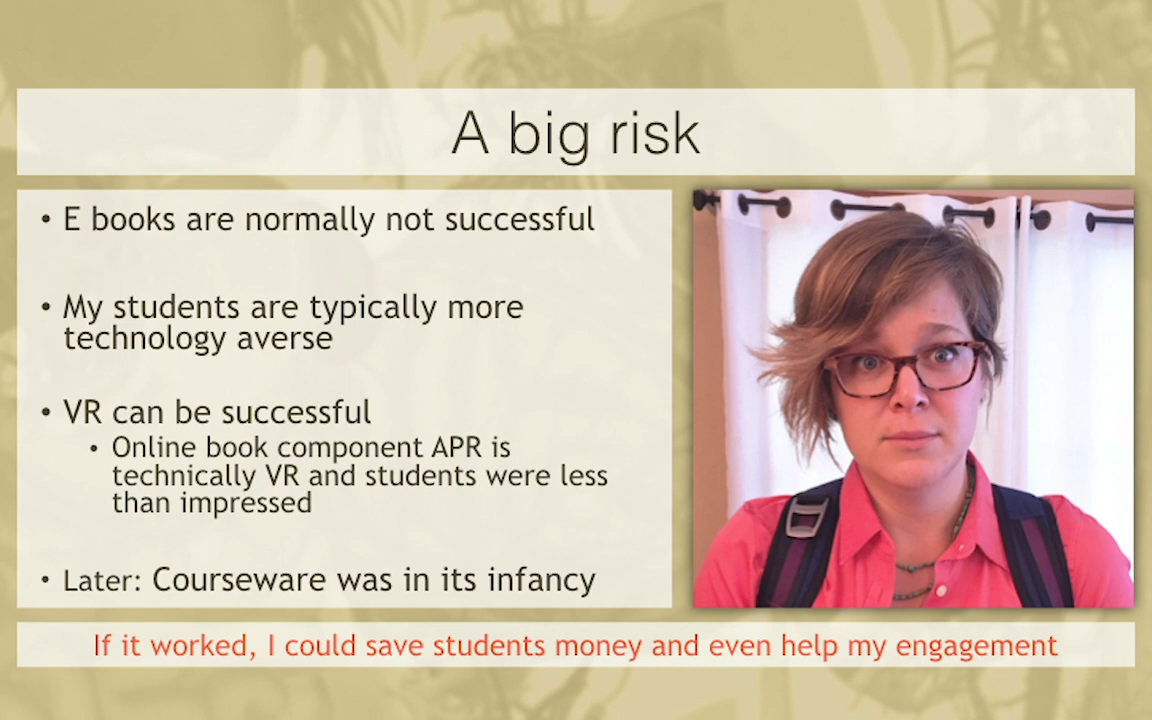 A big risk
• E books are normally not successful
• My students are typically more
technology averse
• VR can be successful
• Online book component APR is
technically VR and students were less
than impressed
• Later: Courseware was in its infancy
If it worked, I could save students money and even help my engagement